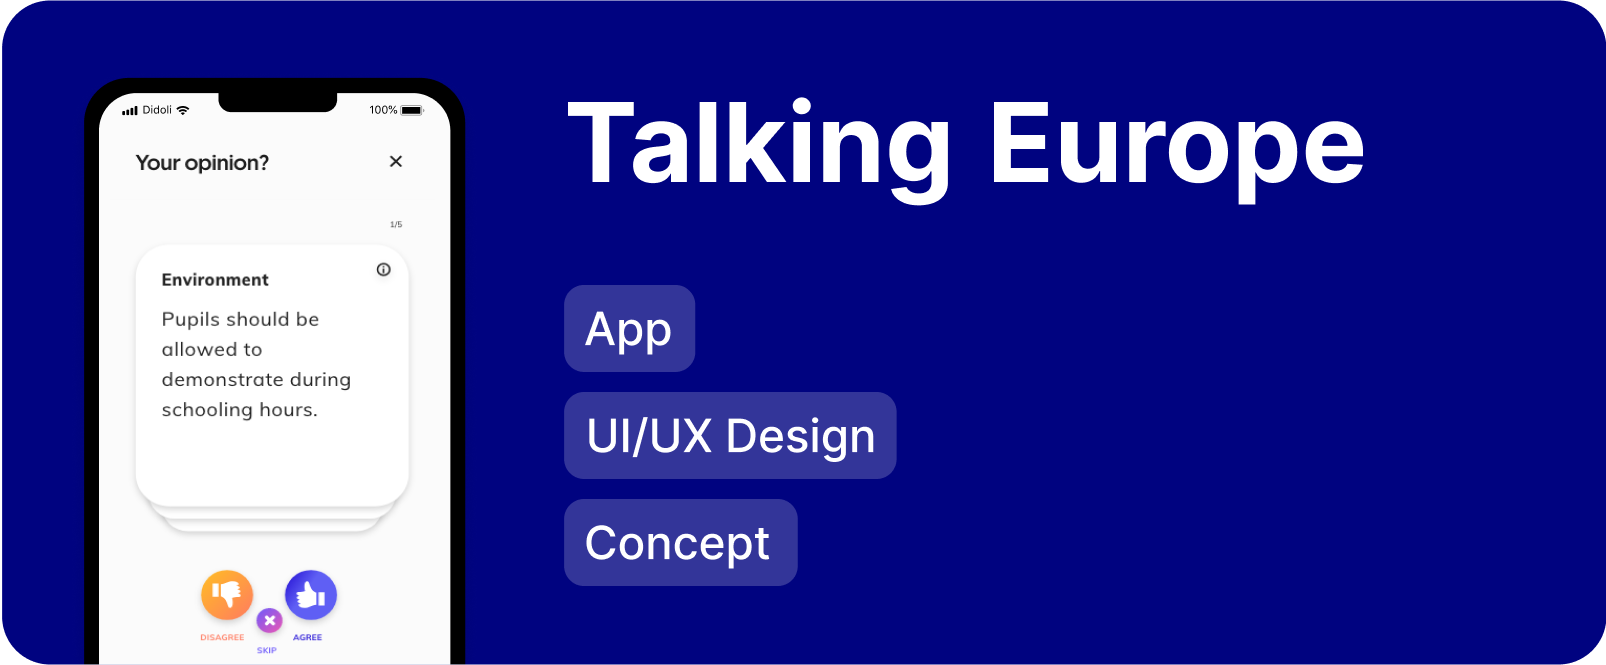 Didoli
100%
Your opinion?
1/5
Environment
Pupils should be
allowed to
demonstrate during
schooling hours.
DISAGREE
AGREE
SKIP
Talking Europe
App
UI/UX Design
Concept